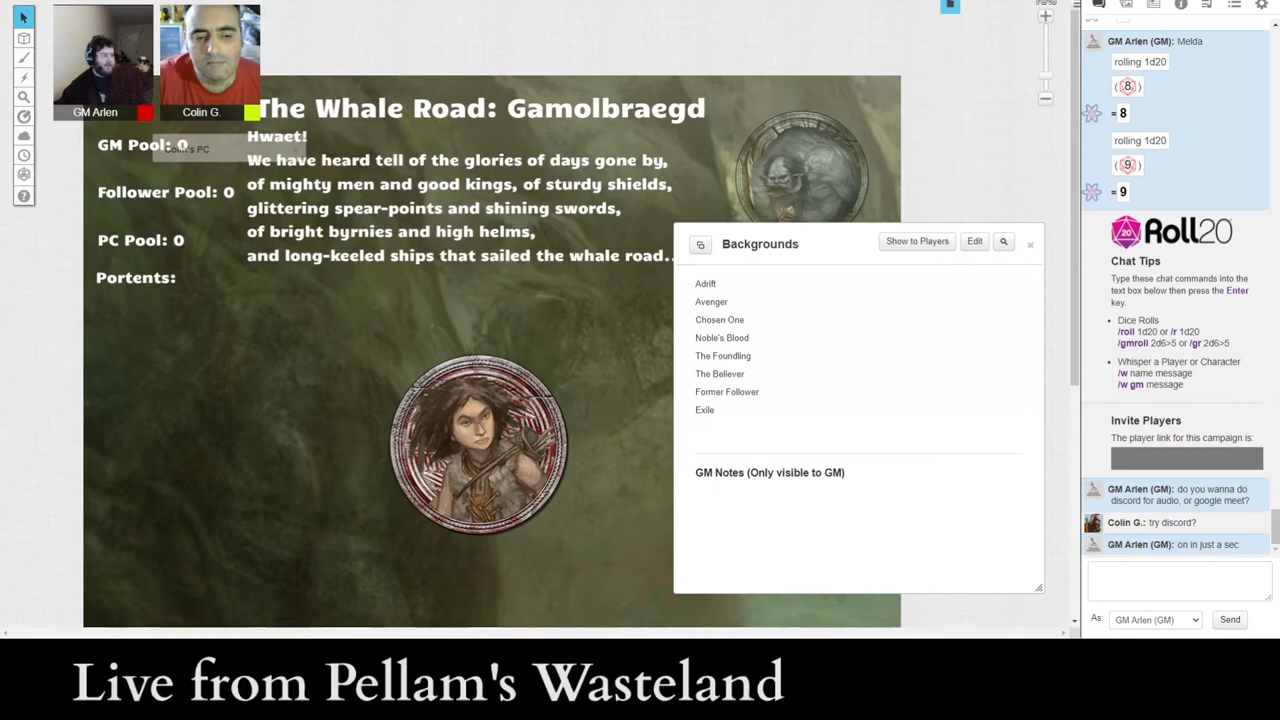 GM Arlen
Colin G.
The Whale Road: Gamolbraegd
Hwaet!
We have heard tell of the glories of days gone by,
of mighty men and good kings, of sturdy shields,
glittering spear-points and shining swords,
of bright byrnies and high helms,
and long-keeled ships that sailed the whale road..
GM Pool: 0
Colin's PC
Follower Pool: 0
PC Pool: 0
Portents:
Backgrounds
Show to Players
Edit
Adrift
Avenger
Chosen One
Noble's Blood
The Foundling
The Believer
Former Follower
Exile
GM Notes (Only visible to GM)
GM Arlen (GM): Melda
rolling 1d20
(8)
=8
rolling 1d20
(9)
=9
20
Roll20
Chat Tips
Type these chat commands into the
text box below then press the Enter
key.
Dice Rolls
/roll 1d20 or /r 1d20
/gmroll 2d6>5 or /gr 2d6>5
Whisper a Player or Character
/w name message
/w gm message
Invite Players
The player link for this campaign is:
GM Arlen (GM): do you wanna do
discord for audio, or google meet?
Colin G.: try discord?
GM Arlen (GM): on in just a sec
As:
GM Arlen (GM)
Send
Live from Pellam's Wasteland